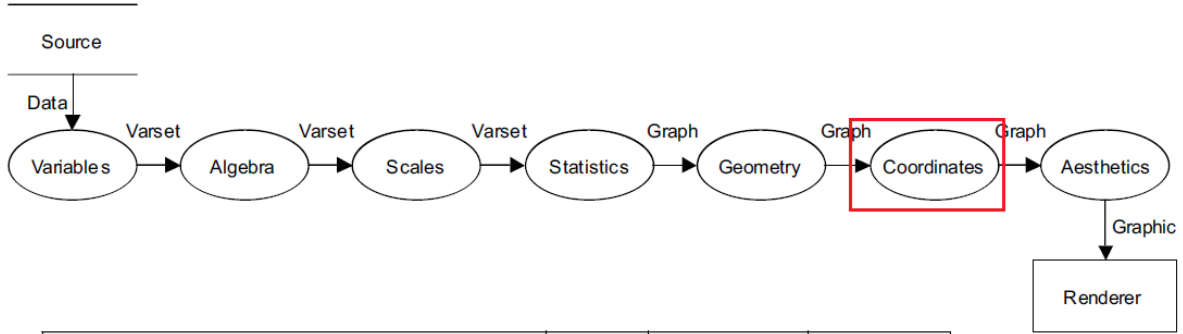 Source
Data
Varset Varset Varset Graph Graph Graph
Variables Algebra Scales Statistics Geometry Coordinates Aesthetics
Graphic
Renderer